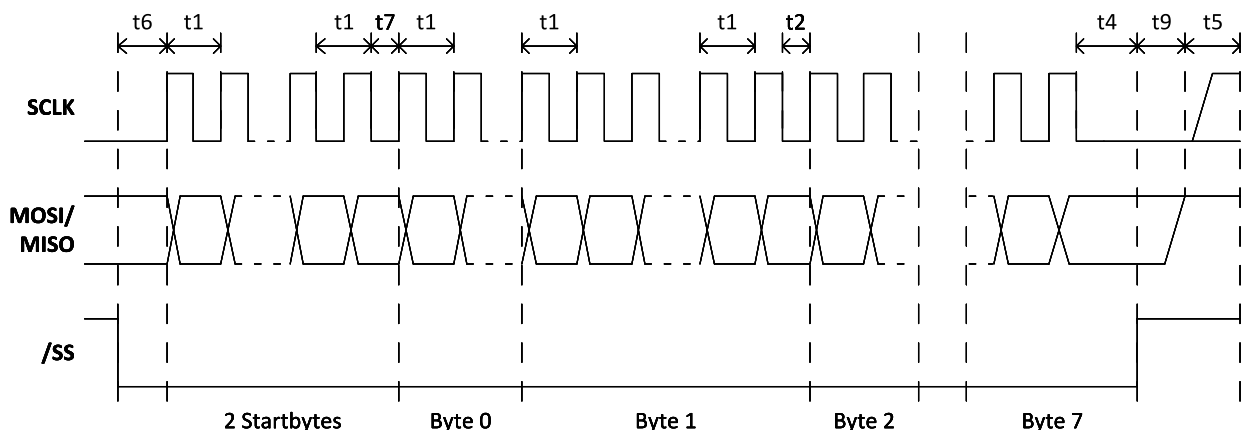 t6 t1 t1 t7 t1 t1 t1 t2 t4 t9 t5
SCLK
MOSI/
MISO
/SS
2 Startbytes Byte 0 Byte 1 Byte 2 Byte 7